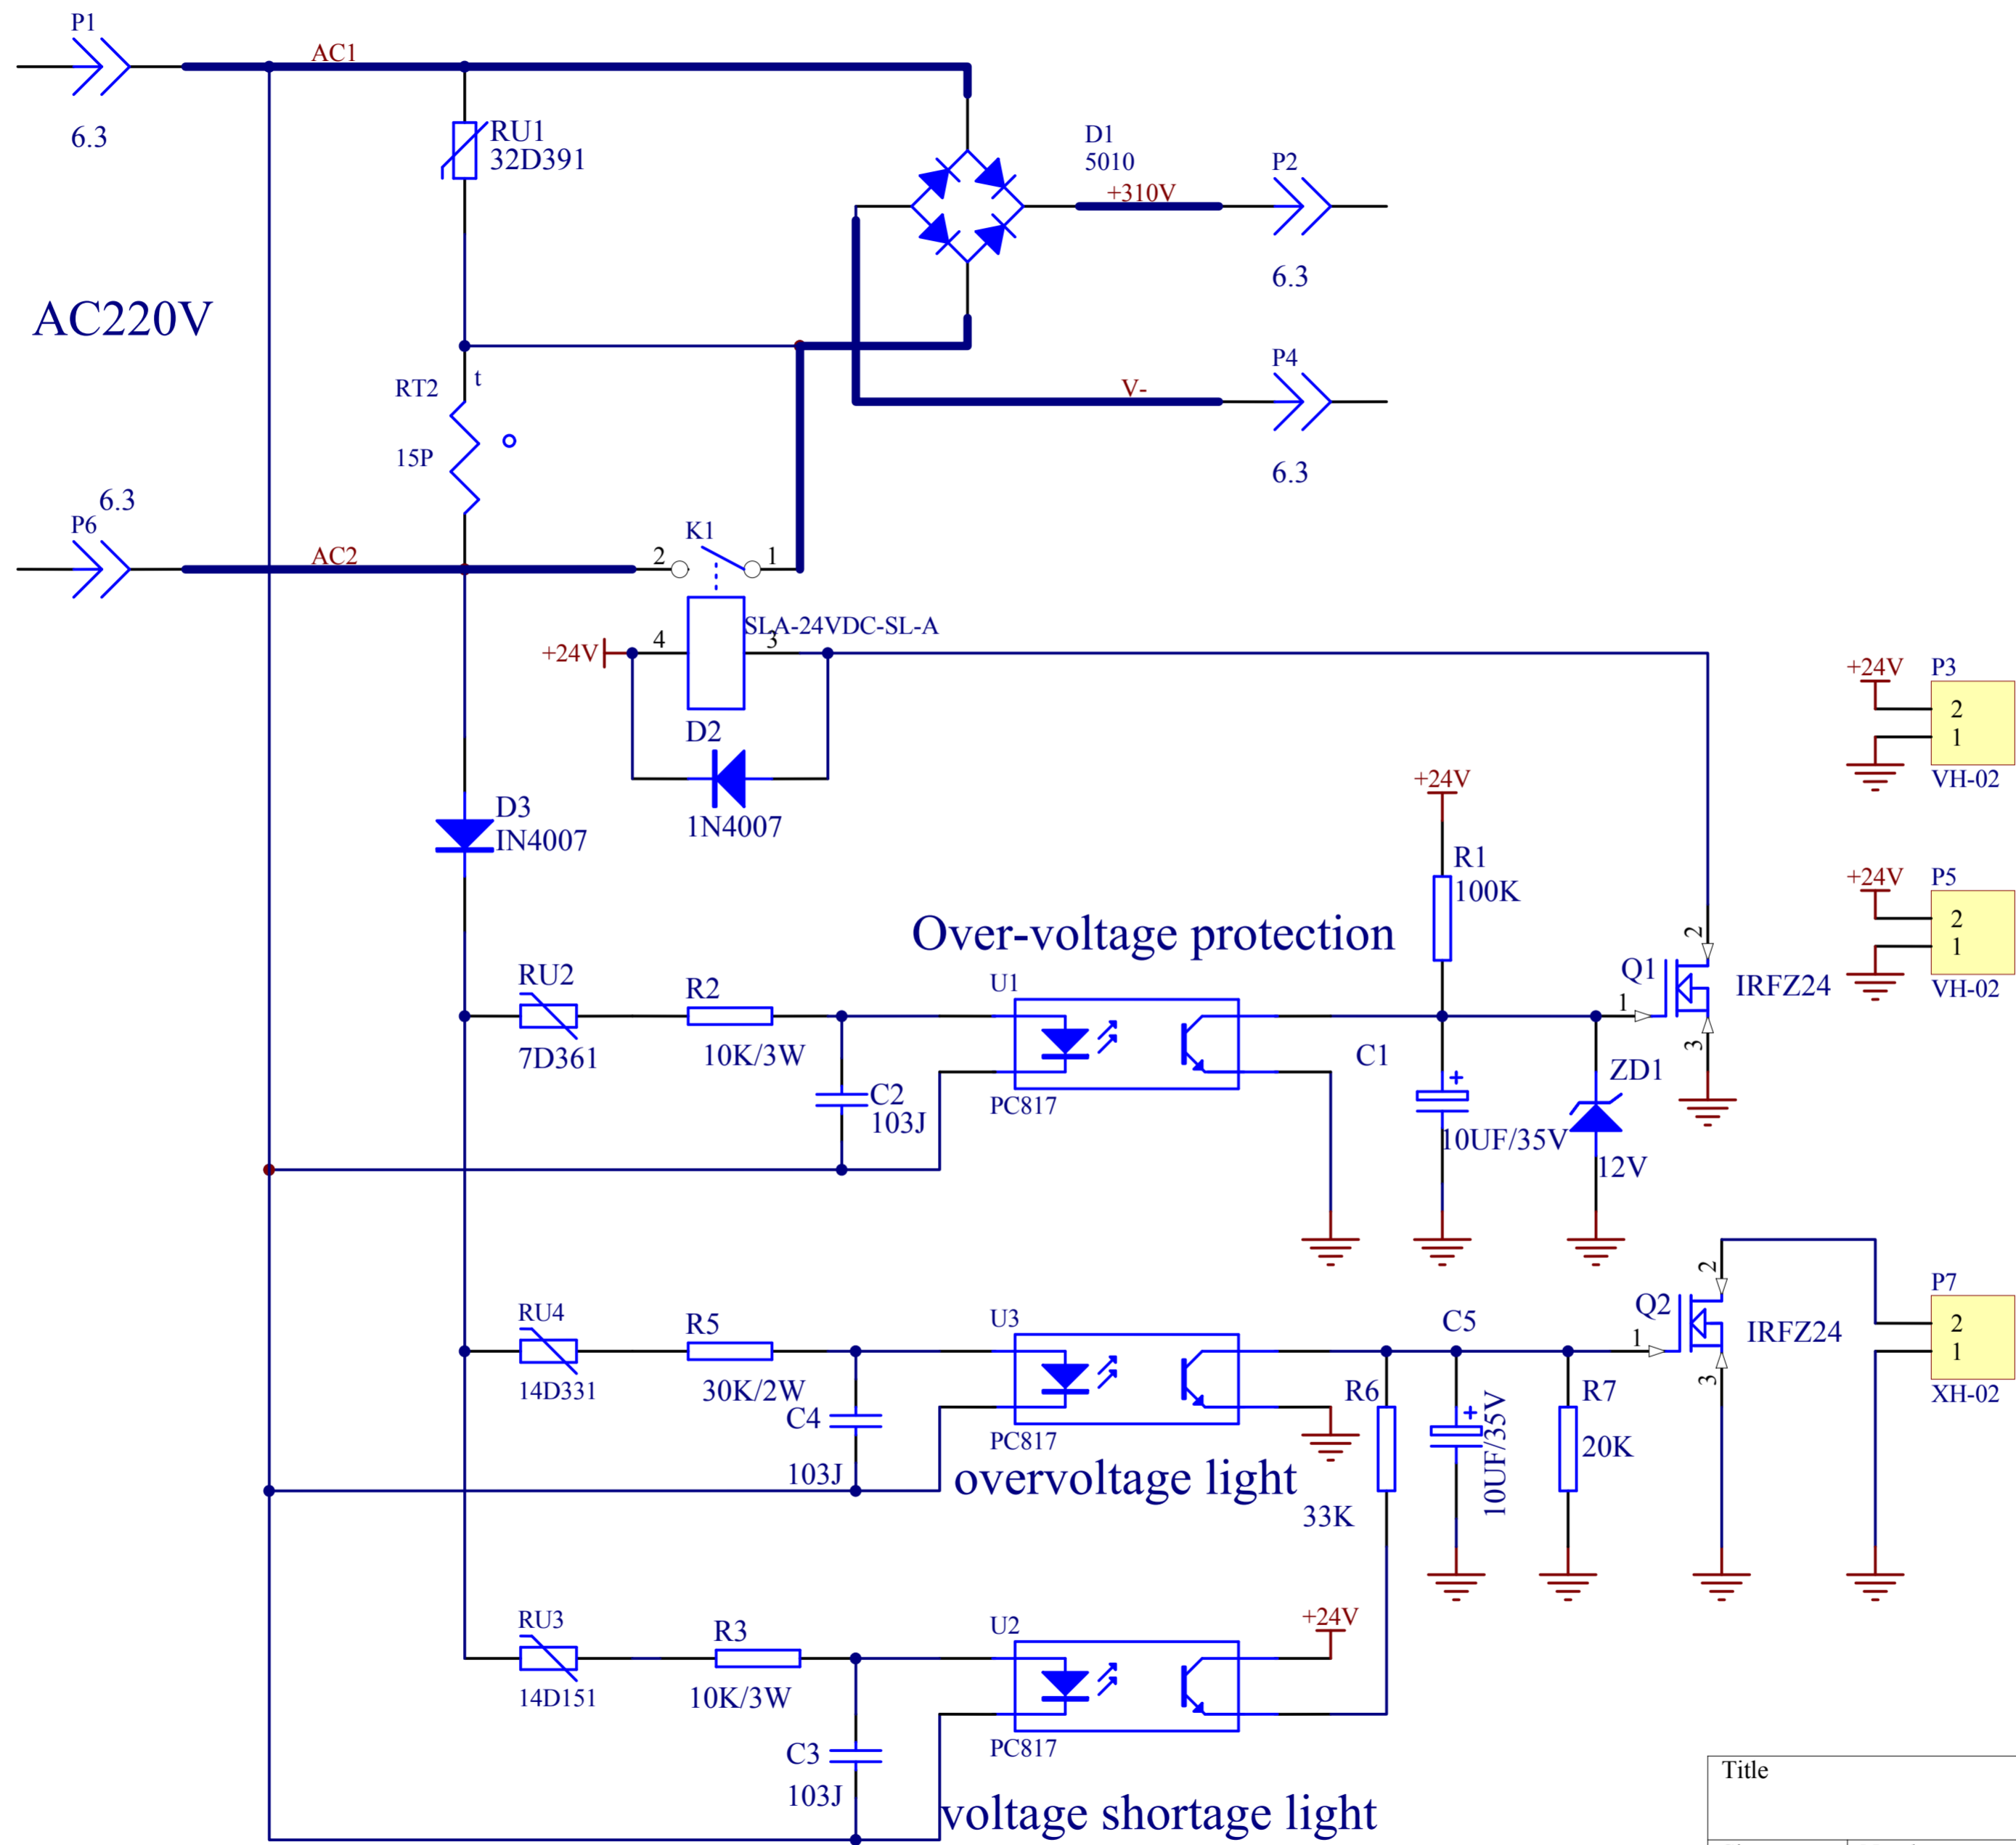 P1
AC1
6.3
RU1
32D391
D1
5010
+310V
P2
6.3
AC220V
RT2
t
15P
V-
P4
6.3
6.3
P6
AC2
K1
2
1
SLA-24VDC-SL-A
+24V
4
3
D2
1N4007
+24V
P3
2
1
VH-02
D3
IN4007
+24V
R1
100K
+24V
P5
2
1
VH-02
Over-voltage protection
RU2
7D361
R2
10K/3W
C2
103J
U1
PC817
C1
10UF/35V
ZD1
12V
Q1
1
2
3
IRFZ24
RU4
14D331
R5
30K/2W
C4
103J
U3
PC817
overvoltage light
R6
33K
C5
10UF/35V
R7
20K
Q2
1
2
3
IRFZ24
P7
2
1
XH-02
RU3
14D151
R3
10K/3W
C3
103J
U2
PC817
+24V
voltage shortage light
Title